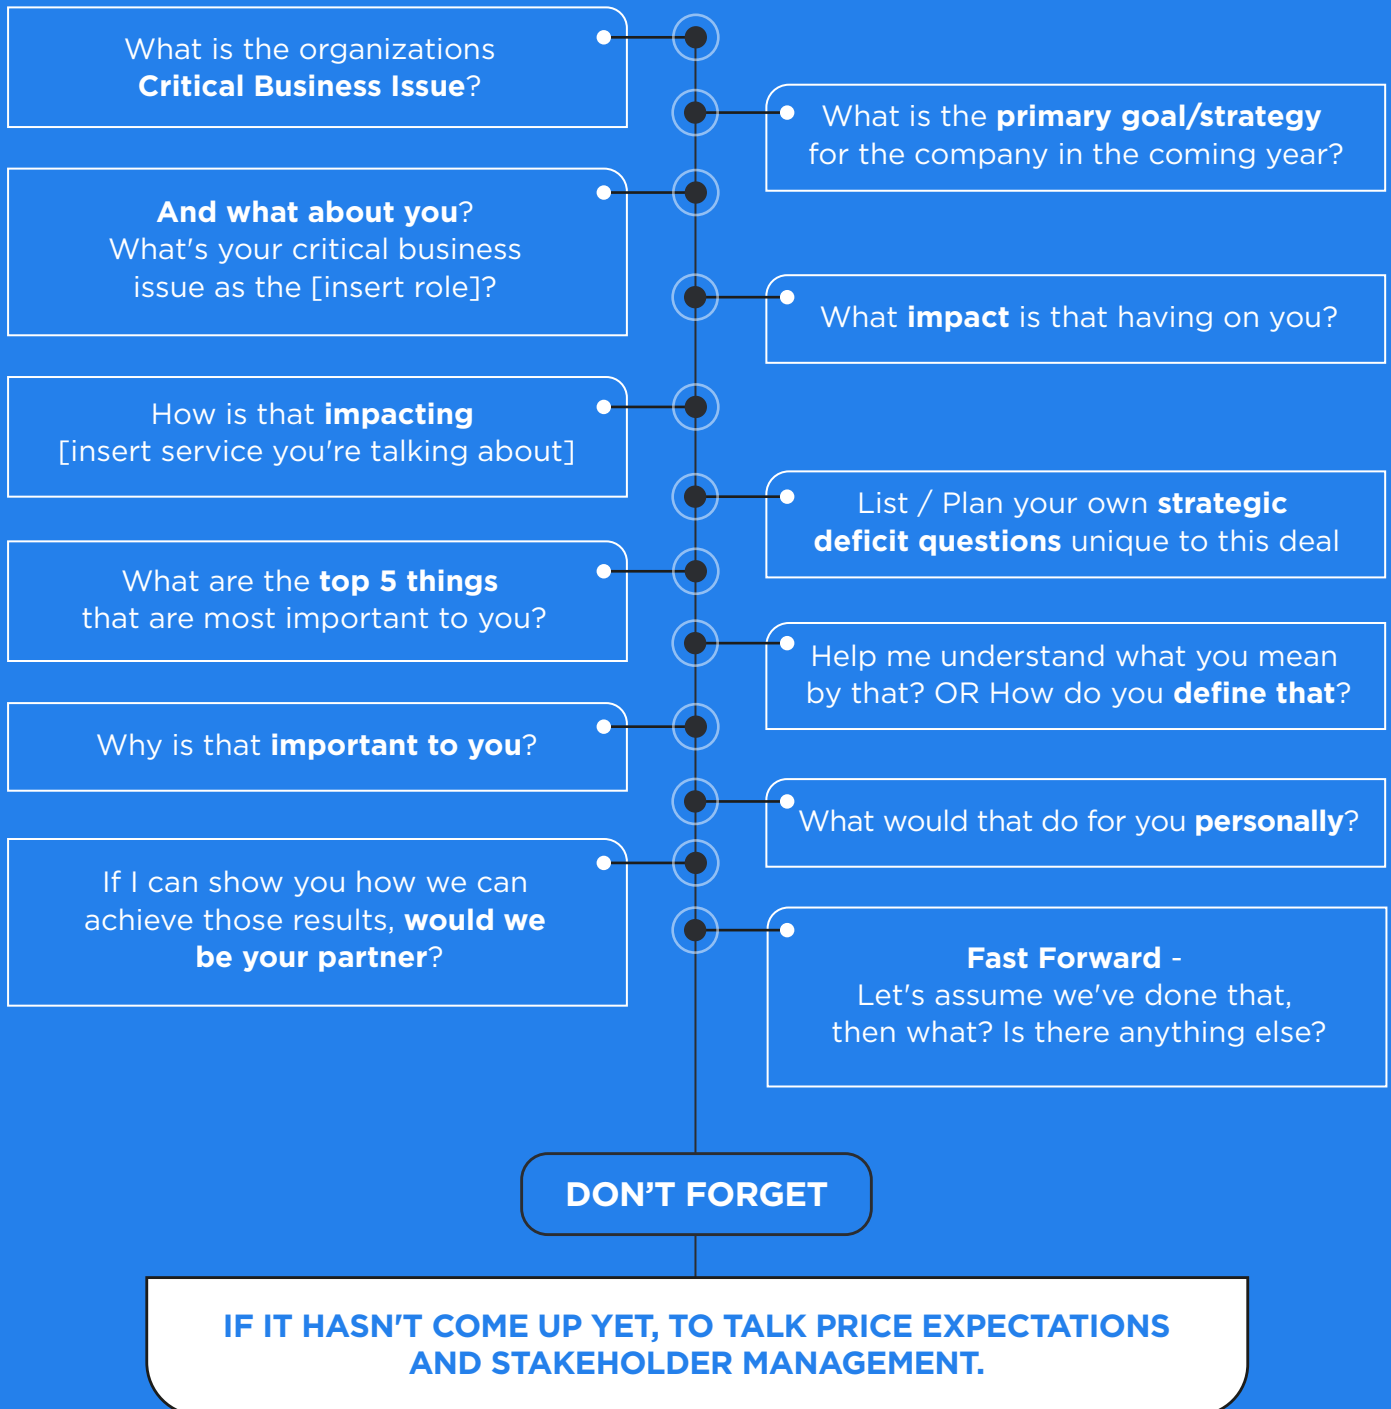 What is the organizations
Critical Business Issue?
What is the primary goal/strategy
for the company in the coming year?
And what about you?
What's your critical business
issue as the [insert role]?
What impact is that having on you?
How is that impacting
[insert service you're talking about]
List / Plan your own strategic
deficit questions unique to this deal
What are the top 5 things
that are most important to you?
Help me understand what you mean
by that? OR How do you define that?
Why is that important to you?
What would that do for you personally?
If I can show you how we can
achieve those results, would we
be your partner?
Fast Forward -
Let's assume we've done that,
then what? Is there anything else?
DON’T FORGET
IF IT HASN'T COME UP YET, TO TALK PRICE EXPECTATIONS
AND STAKEHOLDER MANAGEMENT.